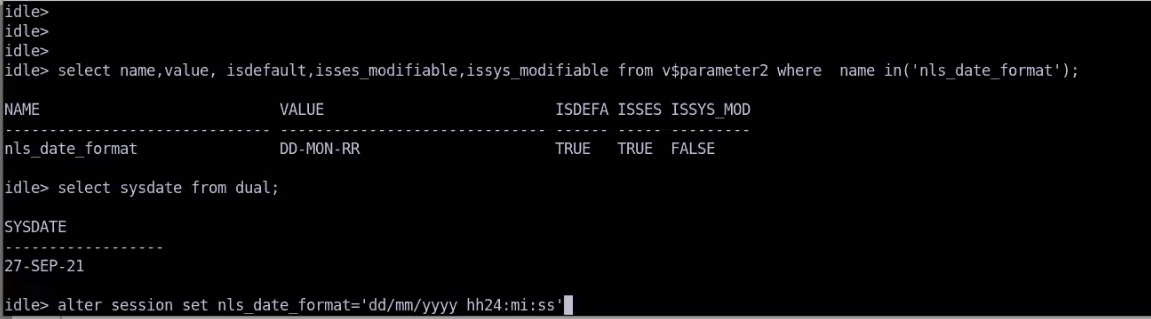 idle>
idle>
idle>
idle> select name,value, isdefault,isses_modifiable,issys_modifiable from v$parameter2 where  name in('nls_date_format');
NAME                           VALUE                          ISDEFA ISSES ISSYS_MOD
------------------------------ ------------------------------ ------ ----- ---------
nls_date_format                DD-MON-RR                      TRUE   TRUE  FALSE
idle> select sysdate from dual;
SYSDATE
------------------
27-SEP-21
idle> alter session set nls_date_format='dd/mm/yyyy hh24:mi:ss'